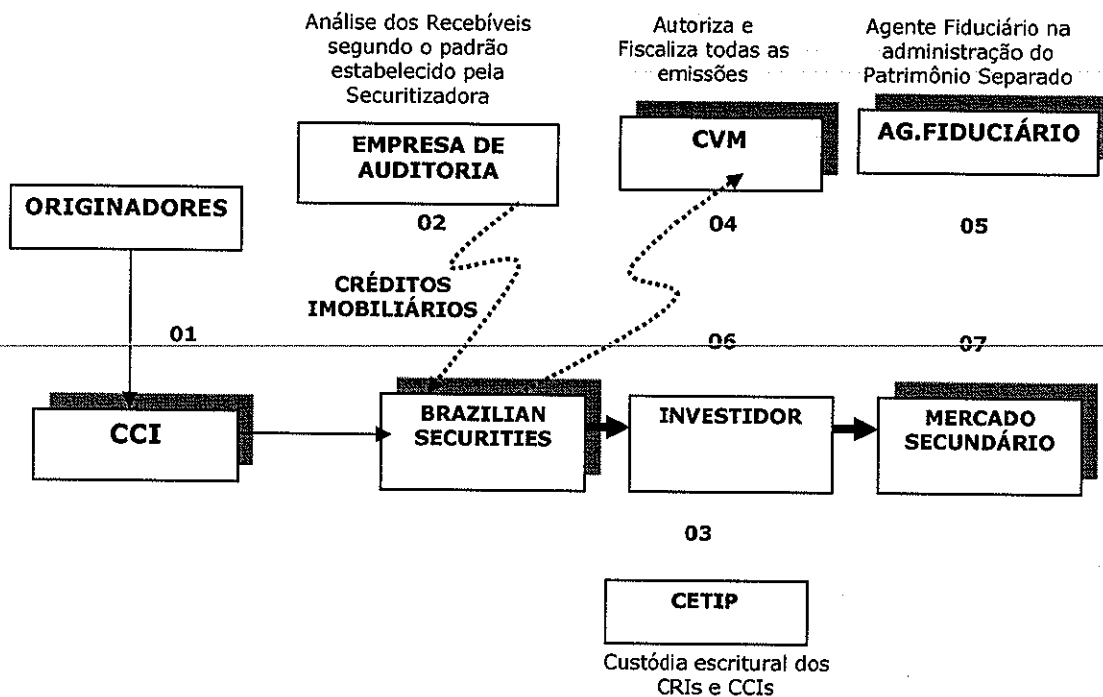 Análise dos Recebíveis
segundo o padrão
estabelecido pela
Securitizadora
Autoriza e
Fiscaliza todas as
emissões
Agente Fiduciário na
administração do
Patrimônio Separado
EMPRESA DE
AUDITORIA
CVM
AG.FIDUCIÁRIO
ORIGINADORES
02
04
05
CRÉDITOS
IMOBILIÁRIOS
01
06
07
CCI
BRAZILIAN
SECURITIES
INVESTIDOR
MERCADO
SECUNDÁRIO
03
CETIP
Custódia escritural dos
CRIs e CCIs